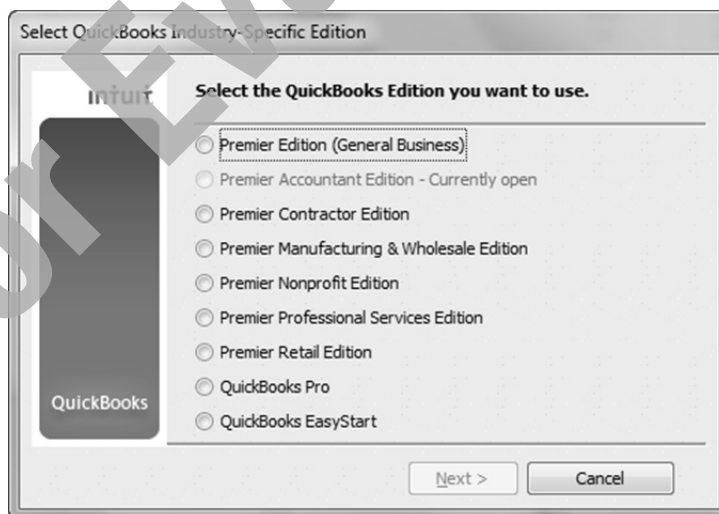 Select QuickBooks Industry-Specific Edition
intuit
Select the QuickBooks Edition you want to use.
Premier Edition (General Business)
Premier Accountant Edition - Currently open
Premier Contractor Edition
Premier Manufacturing & Wholesale Edition
Premier Nonprofit Edition
Premier Professional Services Edition
Premier Retail Edition
QuickBooks Pro
QuickBooks EasyStart
QuickBooks
Next >
Cancel